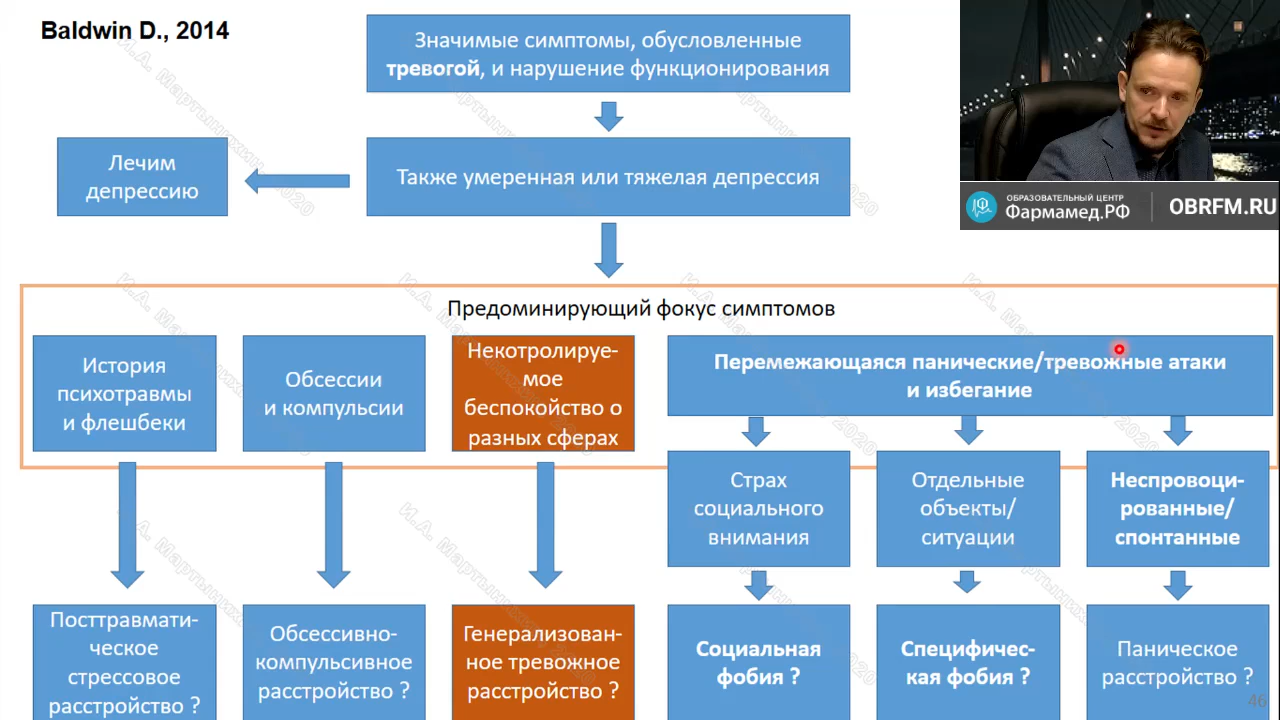 Baldwin D., 2014
Значимые симптомы, обусловленные
тревогой, и нарушение функционирования
Лечим
депрессию
Также умеренная или тяжелая депрессия
ОБРАЗОВАТЕЛЬНЫЙ ЦЕНТР
Фармамед.РФ
OBRFM.RU
Предоминирующий фокус симптомов
История
психотравмы
и флешбеки
Обсессии
и компульсии
Некотролируе-
мое
беспокойство о
разных сферах
Перемежающаяся панические/тревожные атаки
и избегание
Страх
социального
внимания
Отдельные
объекты/
ситуации
Неспровоци-
рованные/
спонтанные
Посттравмати-
ческое
стрессовое
расстройство ?
Обсессивно-
компульсивное
расстройство ?
Генерализован-
ное тревожное
расстройство ?
Социальная
фобия ?
Специфичес-
кая фобия ?
Паническое
расстройство ?
46